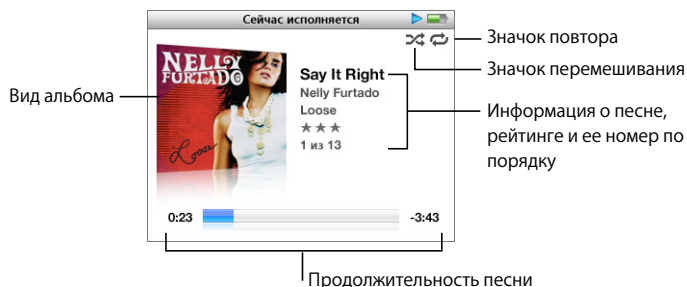 Сейчас исполняется
Значок повтора
Значок перемешивания
Вид альбома
NELLY
FURTADO
Loose
Say It Right
Nelly Furtado
Loose
★★★
1 из 13
Информация о песне,
рейтинге и ее номер по
порядку
0:23
-3:43
Продолжительность песни